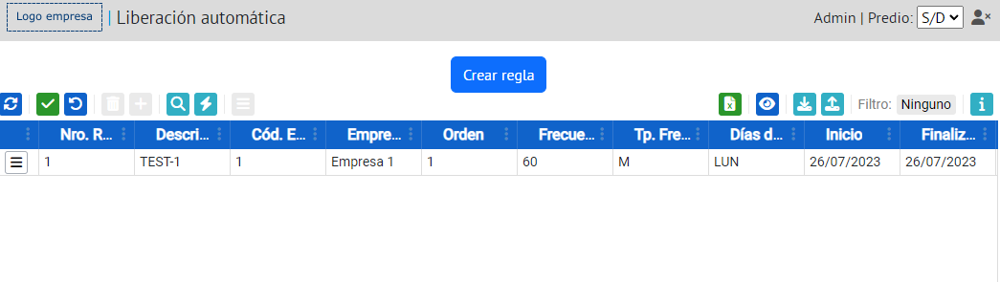 Logo empresa | Liberación automática Admin | Predio: S/D
Crear regla
Filtro: Ninguno
Nro. R... Descri... Cód. E... Empre... Orden Frecue... Tp. Fre... Días d... Inicio Finaliz...
1 TEST-1 1 Empresa 1 1 60 M LUN 26/07/2023 26/07/2023